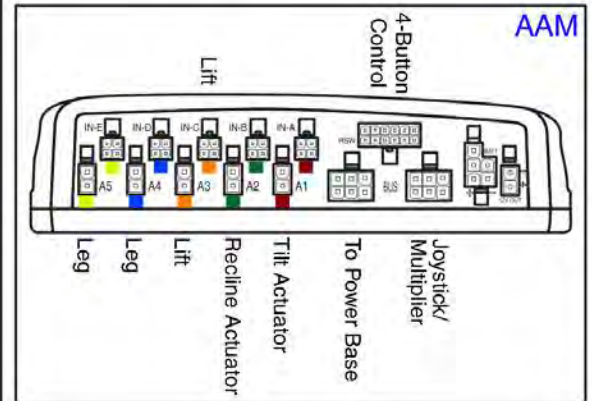 AAM
4-Button
Control
Lift
IN-E
IN-D
IN-C
IN-B
IN-A
A5
A4
A3
A2
A1
BUS
Leg
Leg
Lift
Recline Actuator
Tilt Actuator
To Power Base
Joystick/
Multiplier